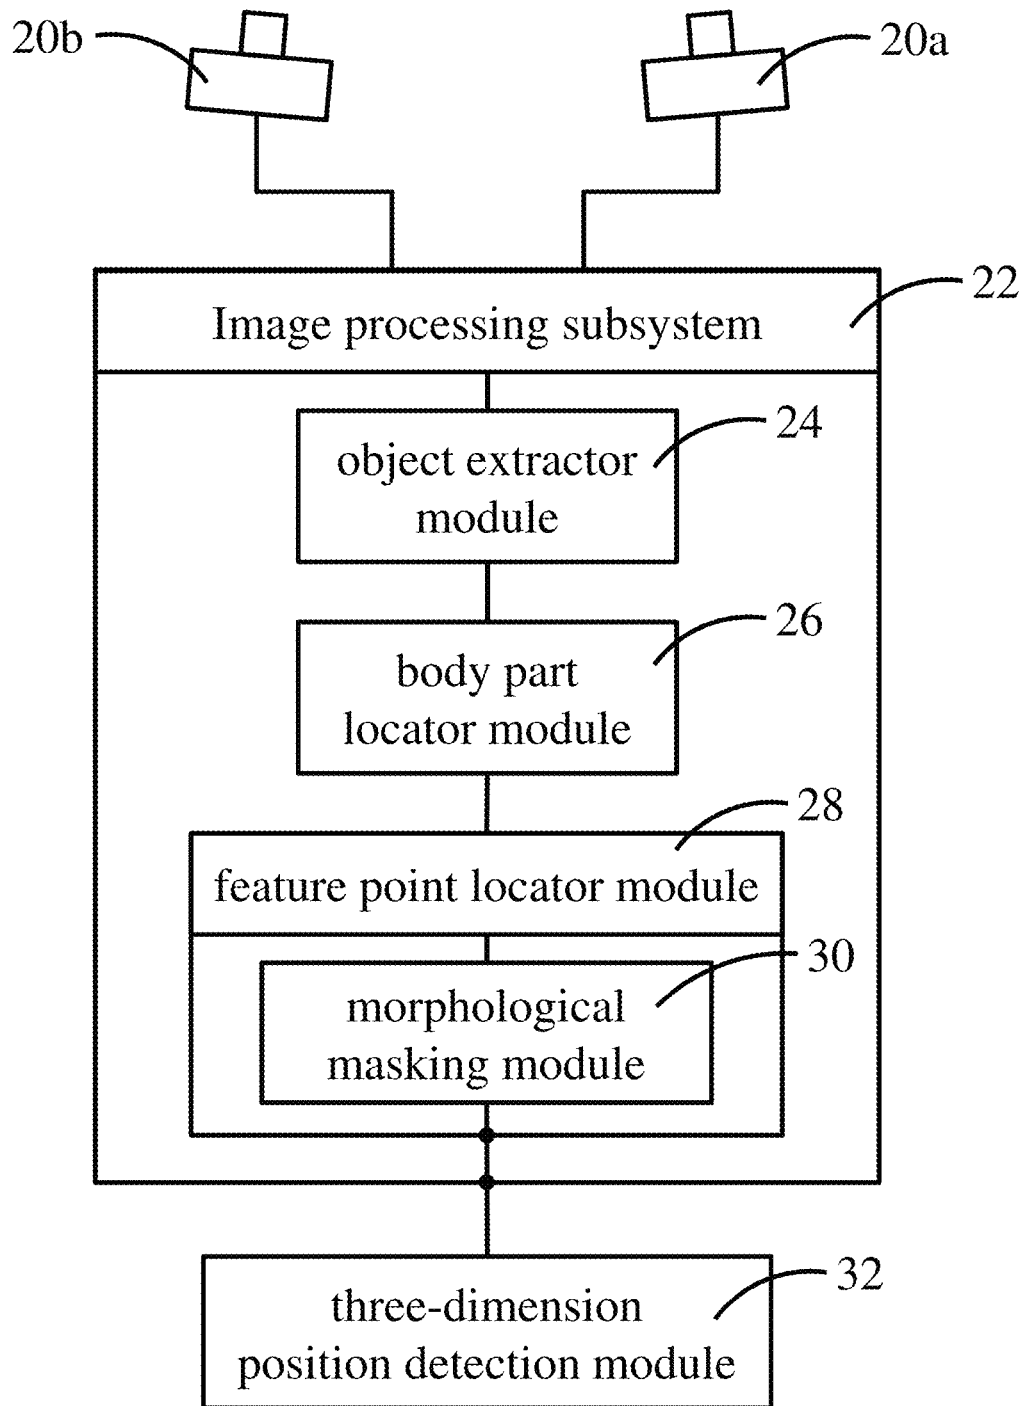 20b
20a
22
Image processing subsystem
24
object extractor
module
26
body part
locator module
28
feature point locator module
30
morphological
masking module
32
three-dimension
position detection module